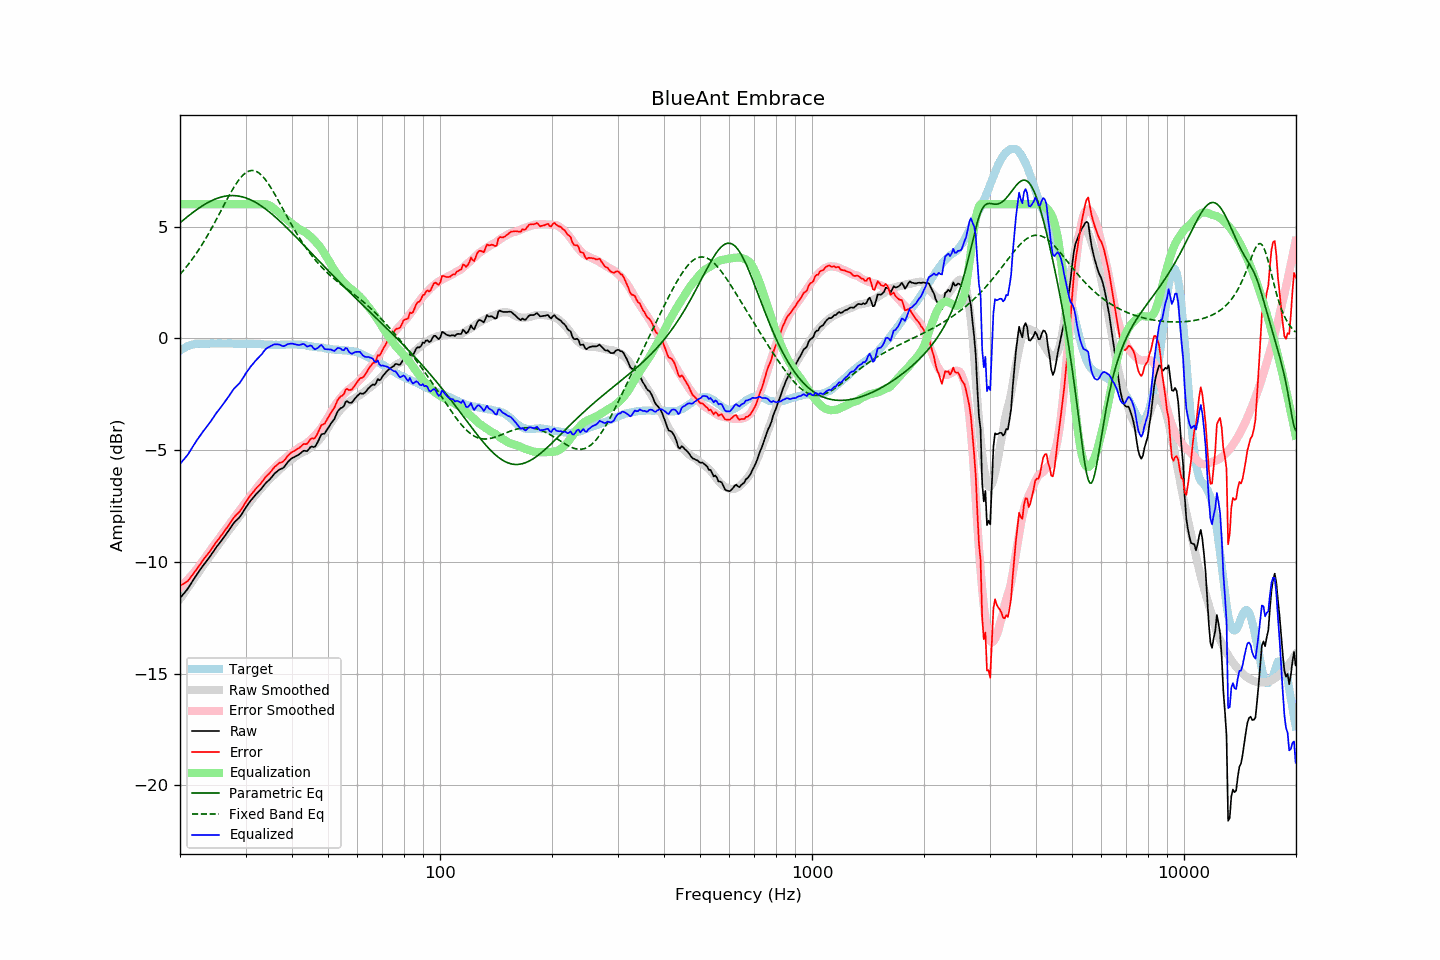 BlueAnt Embrace
Amplitude (dBr)
5
0
−5
−10
−15
−20
Target
Raw Smoothed
Error Smoothed
Raw
Error
Equalization
Parametric Eq
Fixed Band Eq
Equalized
100
1000
10000
Frequency (Hz)